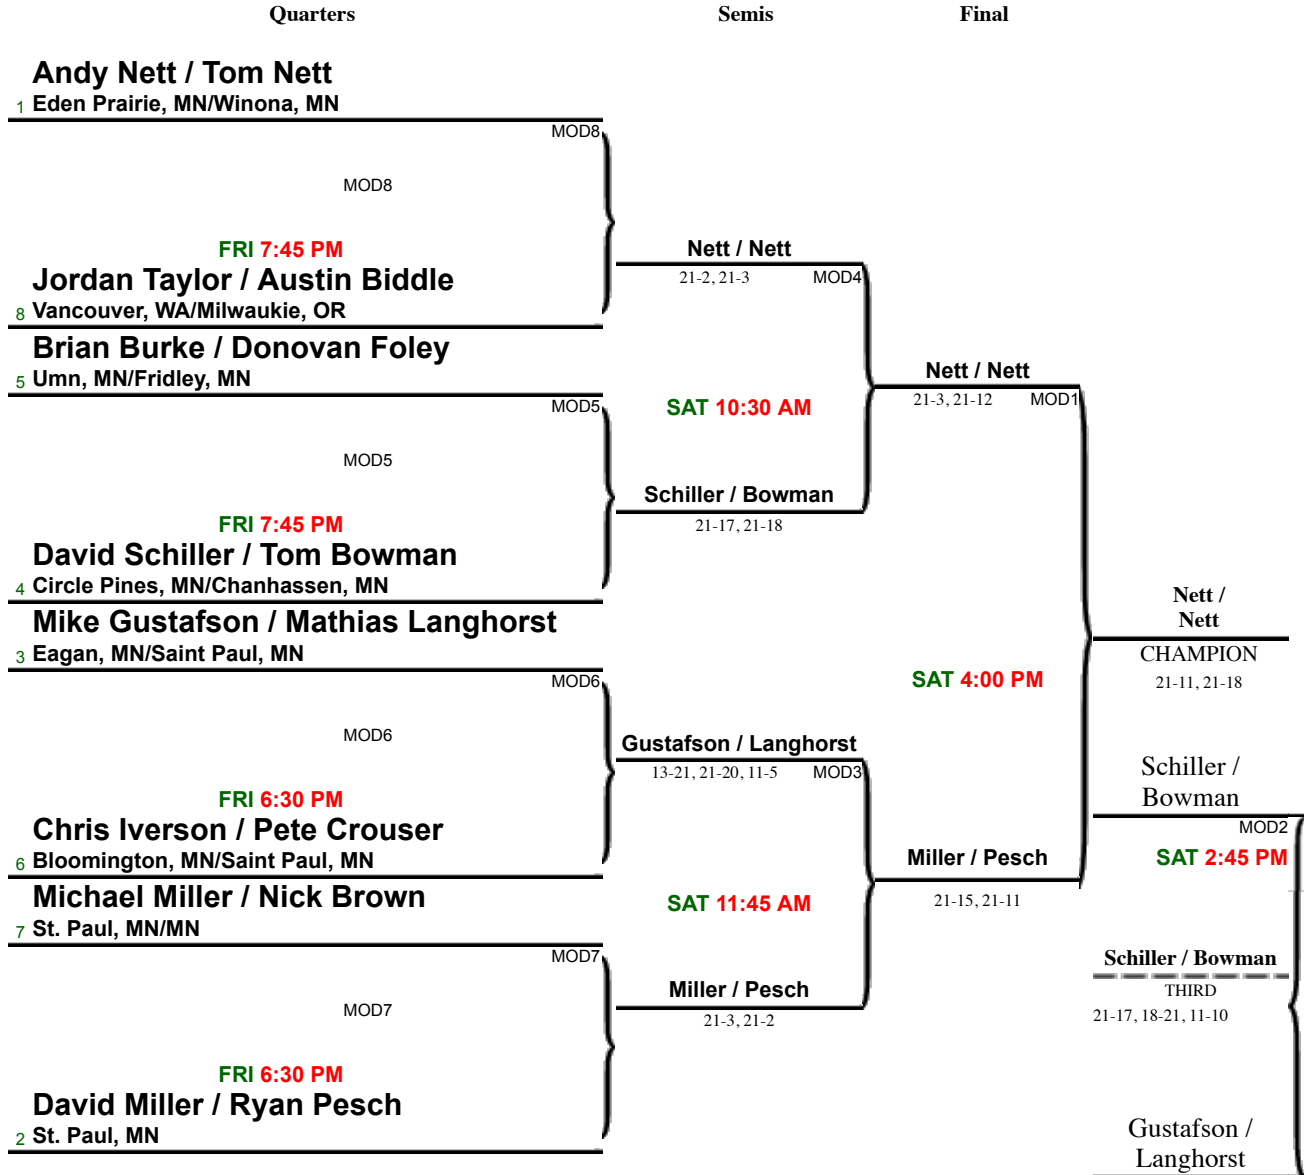 Quarters
Semis
Final
Andy Nett / Tom Nett
1 Eden Prairie, MN/Winona, MN
MOD8
MOD8
FRI 7:45 PM
Jordan Taylor / Austin Biddle
8 Vancouver, WA/Milwaukie, OR
Brian Burke / Donovan Foley
5 Umn, MN/Fridley, MN
MOD5
MOD5
FRI 7:45 PM
David Schiller / Tom Bowman
4 Circle Pines, MN/Chanhassen, MN
Mike Gustafson / Mathias Langhorst
3 Eagan, MN/Saint Paul, MN
MOD6
MOD6
FRI 6:30 PM
Chris Iverson / Pete Crouser
6 Bloomington, MN/Saint Paul, MN
Michael Miller / Nick Brown
7 St. Paul, MN/MN
MOD7
MOD7
FRI 6:30 PM
David Miller / Ryan Pesch
2 St. Paul, MN
Nett / Nett
21-2, 21-3 MOD4
SAT 10:30 AM
Schiller / Bowman
21-17, 21-18
Gustafson / Langhorst
13-21, 21-20, 11-5 MOD3
SAT 11:45 AM
Miller / Pesch
21-3, 21-2
Nett / Nett
21-3, 21-12 MOD1
SAT 4:00 PM
Miller / Pesch
21-15, 21-11
Nett /
Nett
CHAMPION
21-11, 21-18
Schiller /
Bowman
MOD2
SAT 2:45 PM
Schiller / Bowman
THIRD
21-17, 18-21, 11-10
Gustafson /
Langhorst